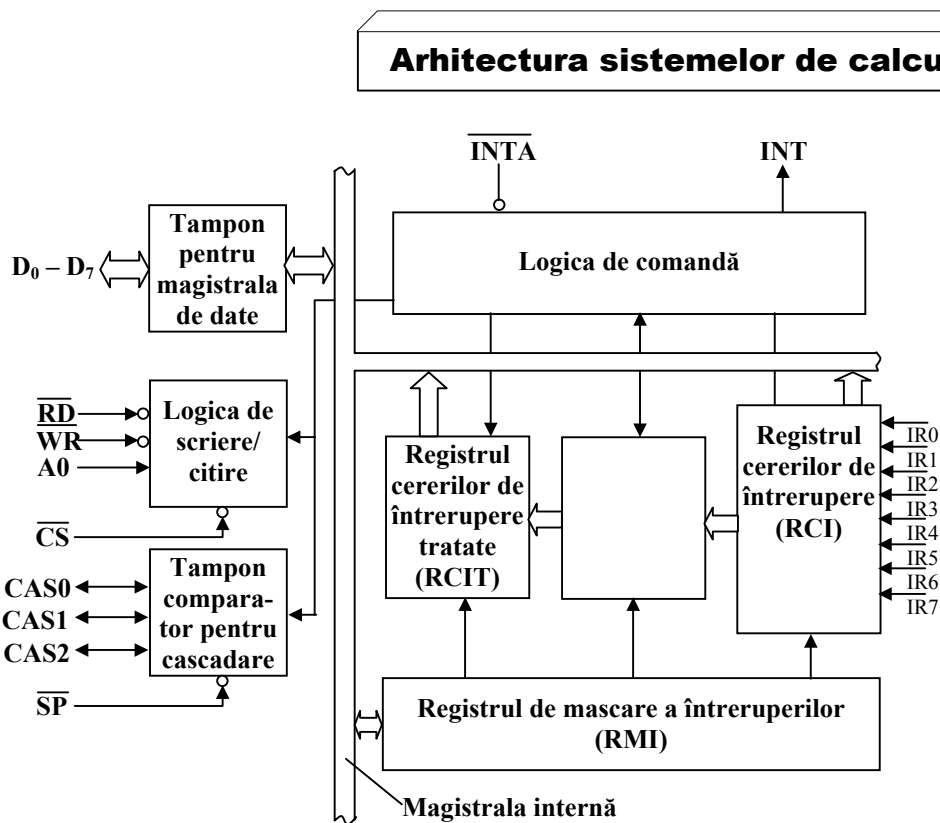 Arhitectura sistemelor de calcu
INTA
INT
Tampon
pentru
magistrala
de date
D0 – D7
Logica de comandă
RD
WR
A0
CS
Logica de
scriere/
citire
Registrul
cererilor de
întrerupere
tratate
(RCIT)
Registrul
cererilor de
întrerupere
(RCI)
IR0
IR1
IR2
IR3
IR4
IR5
IR6
IR7
CAS0
CAS1
CAS2
SP
Tampon
compara-
tor pentru
cascadare
Registrul de mascare a întreruperilor
(RMI)
Magistrala internă